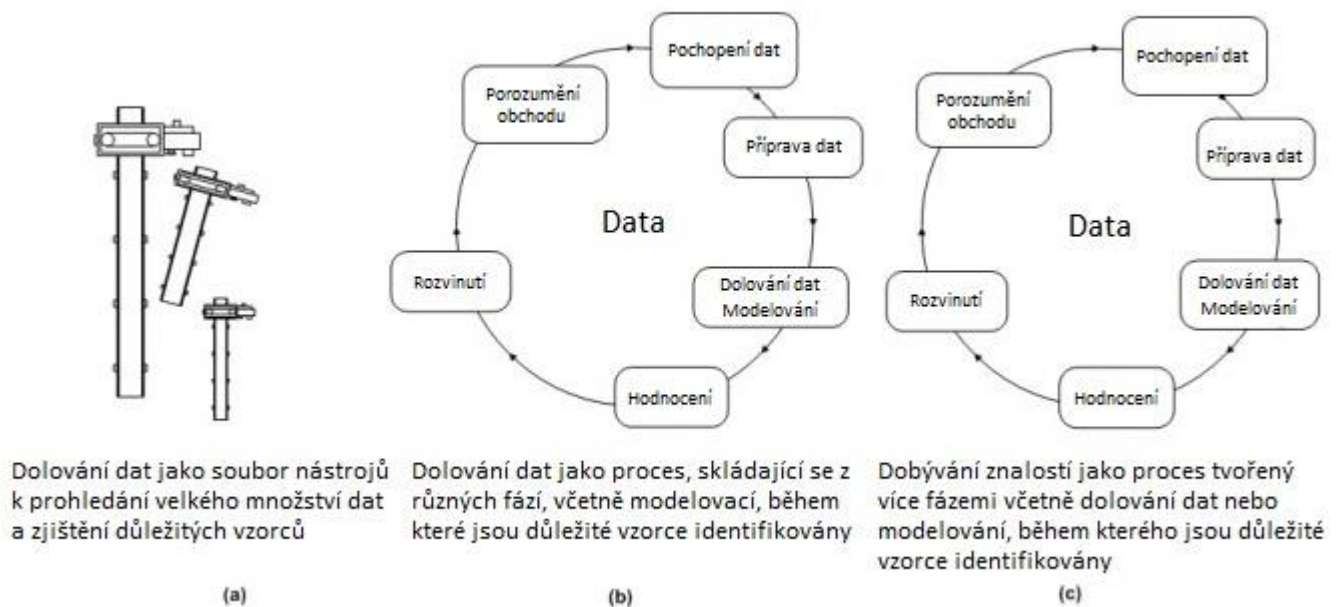 Pochopení dat
Porozumění
obchodu
Příprava dat
Data
Rozvinutí
Dolování dat
Modelování
Hodnocení
Pochopení dat
Porozumění
obchodu
Příprava dat
Data
Rozvinutí
Dolování dat
Modelování
Hodnocení
Dolování dat jako soubor nástrojů
k prohledání velkého množství dat
a zjištění důležitých vzorců
(a)
Dolování dat jako proces, skládající se z
různých fází, včetně modelovací, během
které jsou důležité vzorce identifikovány
(b)
Dobývání znalostí jako proces tvořený
více fázemi včetně dolování dat nebo
modelování, během kterého jsou důležité
vzorce identifikovány
(c)